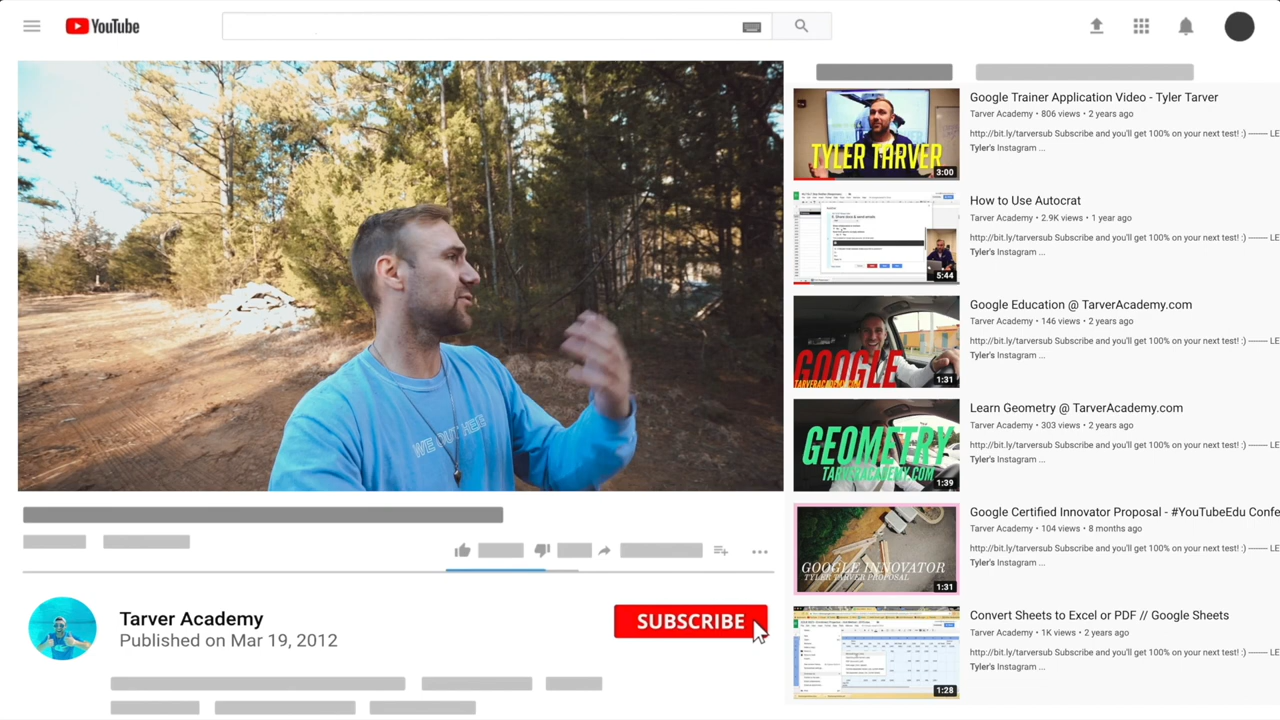 YouTube
Google Trainer Application Video - Tyler Tarver
Tarver Academy • 806 views • 2 years ago
http://bit.ly/tarversub Subscribe and you'll get 100% on your next test! :) ------- LE
Tyler's Instagram ...
TYLER TARVER
3:00
How to Use Autocrat
Tarver Academy • 2.9K views • 1 year ago
http://bit.ly/tarversub Subscribe and you'll get 100% on your next test! :) ------- LE
Tyler's Instagram ...
5:44
Google Education @ TarverAcademy.com
Tarver Academy • 146 views • 2 years ago
http://bit.ly/tarversub Subscribe and you'll get 100% on your next test! :) ------- LE
Tyler's Instagram ...
GOOGLE
TARVERACADEMY.COM
1:31
Learn Geometry @ TarverAcademy.com
Tarver Academy • 303 views • 2 years ago
http://bit.ly/tarversub Subscribe and you'll get 100% on your next test! :) ------- LE
Tyler's Instagram ...
GEOMETRY
TARVERACADEMY.COM
1:39
WE OUT HEE
Google Certified Innovator Proposal - #YouTubeEdu Confe
Tarver Academy • 104 views • 8 months ago
http://bit.ly/tarversub Subscribe and you'll get 100% on your next test! :) ------- LE
Tyler's Instagram ...
GOOGLE INNOVATOR
TYLER TARVER PROPOSAL
1:31
Convert Sheets to Excel or PDF // Google Sheets
Tarver Academy • 1K views • 2 years ago
http://bit.ly/tarversub Subscribe and you'll get 100% on your next test! :) ------- LE
Tyler's Instagram ...
1:28
Tarver Academy
Published on Mar 19, 2012
SUBSCRIBE